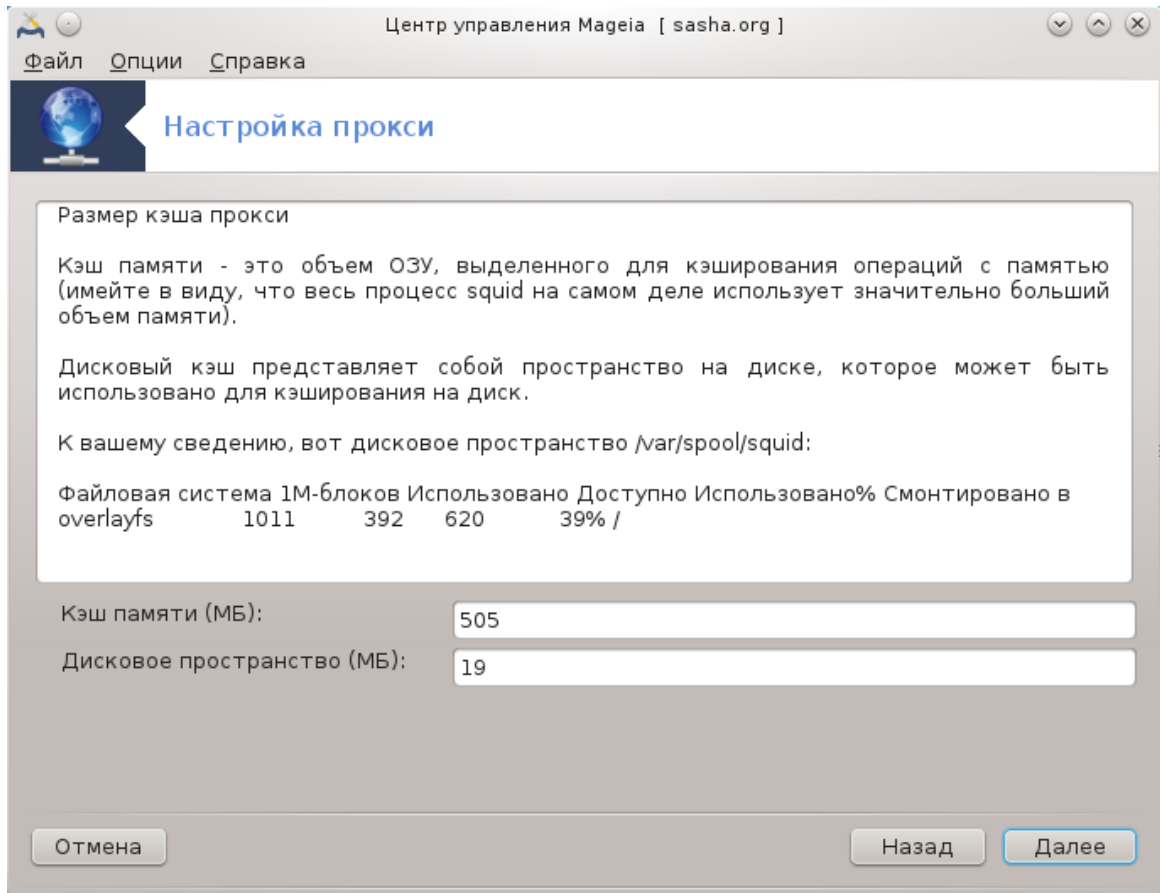 Центр управления Mageia [ sasha.org ]
Файл Опции Справка
Настройка прокси
Размер кэша прокси
Кэш памяти - это объем ОЗУ, выделенного для кэширования операций с памятью
(имейте в виду, что весь процесс squid на самом деле использует значительно больший
объем памяти).
Дисковый кэш представляет собой пространство на диске, которое может быть
использовано для кэширования на диск.
К вашему сведению, вот дисковое пространство /var/spool/squid:
Файловая система 1М-блоков Использовано Доступно Использовано% Смонтировано в
overlayfs 1011 392 620 39% /
Кэш памяти (МБ):
505
Дисковое пространство (МБ):
19
Отмена Назад Далее